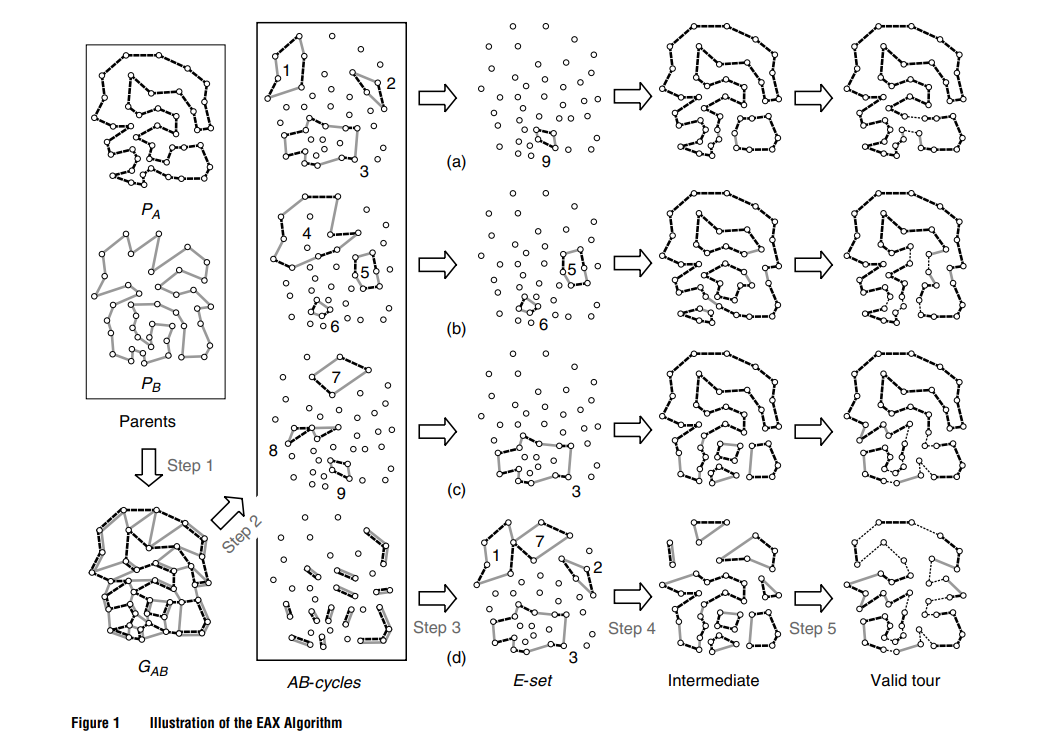 P_A
P_B
Parents
Step 1
G_AB
Step 2
1
2
3
4
5
6
7
8
9
AB-cycles
(a)
9
(b)
5
6
(c)
3
(d)
1
7
2
3
Step 3
E-set
Step 4
Intermediate
Step 5
Valid tour
Figure 1 Illustration of the EAX Algorithm